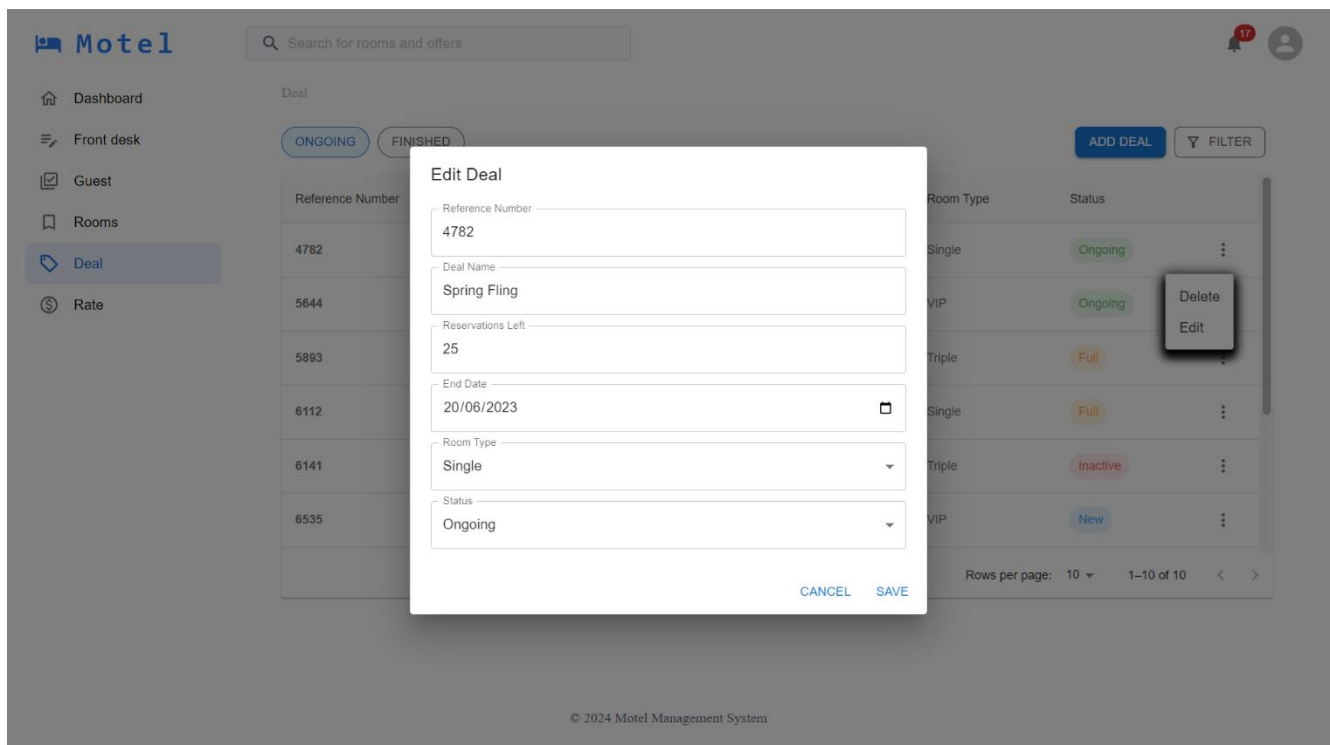 Motel
Search for rooms and offers
17
Dashboard
Front desk
Guest
Rooms
Deal
Rate
Deal
ONGOING
FINISHED
ADD DEAL
FILTER
Reference Number
Room Type
Status
4782
Single
Ongoing
5644
VIP
Ongoing
5893
Triple
Full
6112
Single
Full
6141
Triple
Inactive
6535
VIP
New
Delete
Edit
Rows per page: 10
1–10 of 10
Edit Deal
Reference Number
4782
Deal Name
Spring Fling
Reservations Left
25
End Date
20/06/2023
Room Type
Single
Status
Ongoing
CANCEL
SAVE
© 2024 Motel Management System